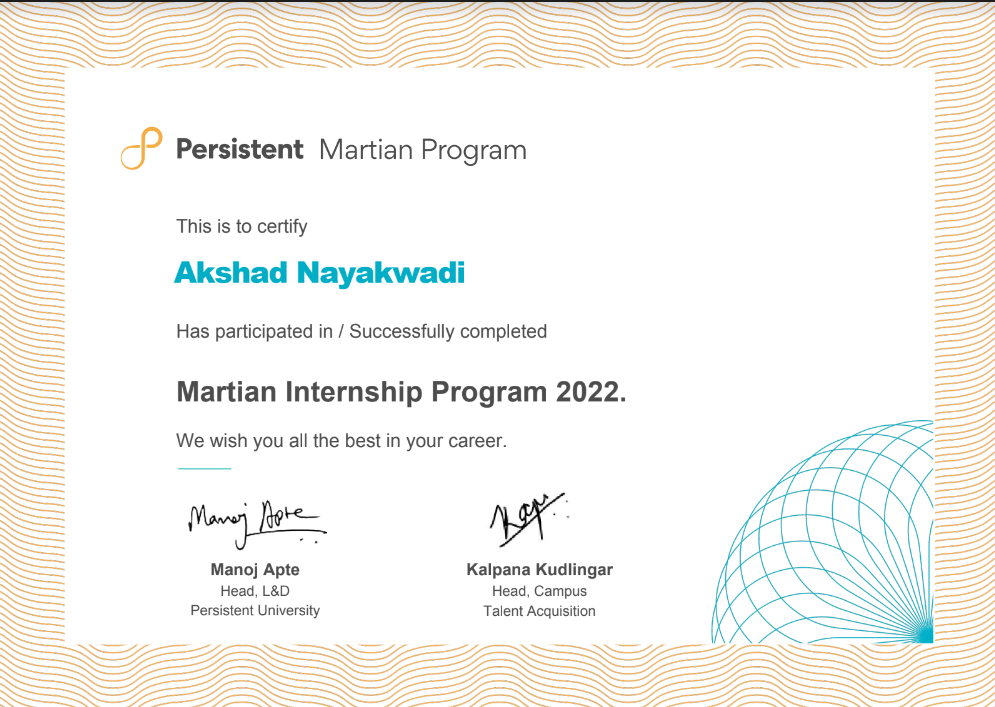 Persistent Martian Program
This is to certify
Akshad Nayakwadi
Has participated in / Successfully completed
Martian Internship Program 2022.
We wish you all the best in your career.
Manoj Apte
Manoj Apte
Head, L&D
Persistent University
Kalpana Kudlingar
Head, Campus
Talent Acquisition